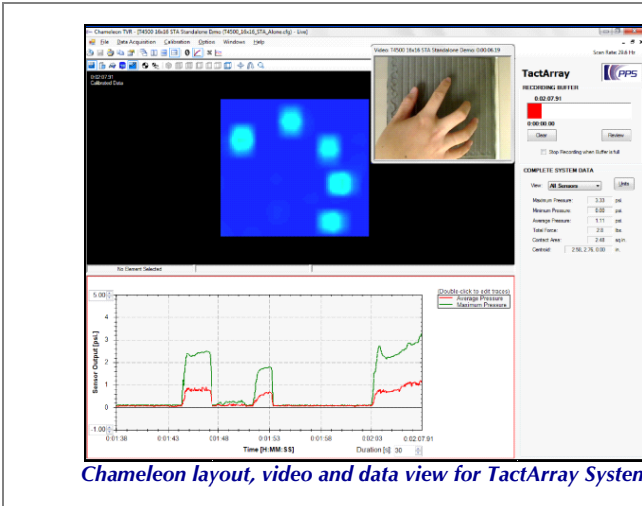 Chameleon TVR - [T4500 16x16 STA Standalone Demo (T4500_16x16_STA_Alone.cfg) - Live]
File Data Acquisition Calibration Option Windows Help
Scan Rate:
Video: T4500 16x16 STA Standalone Demo: 0:00:06:19
0:02:07.91
Calibrated Data
TactArray PPS
RECORDING BUFFER
0:02:07.91
0:00:00.00
Clear Review
Stop Recording when Buffer is full
COMPLETE SYSTEM DATA
View: All Sensors Units
Maximum Pressure: 3.33 psi
Minimum Pressure: 0.00 psi
Average Pressure: 1.11 psi
Total Force: 2.8 lbs
Contact Area: 2.48 sq.in.
Centroid: 2.58, 2.76, 0.00 in.
No Element Selected
(Double-click to edit traces)
Average Pressure
Maximum Pressure
Sensor Output [psi.]
5.00
4
3
2
1
0
-1.00
0:01:38 0:01:43 0:01:48 0:01:53 0:01:58 0:02:03 0:02:07.91
Time [H:MM:SS] Duration [s] 30
Chameleon layout, video and data view for TactArray System